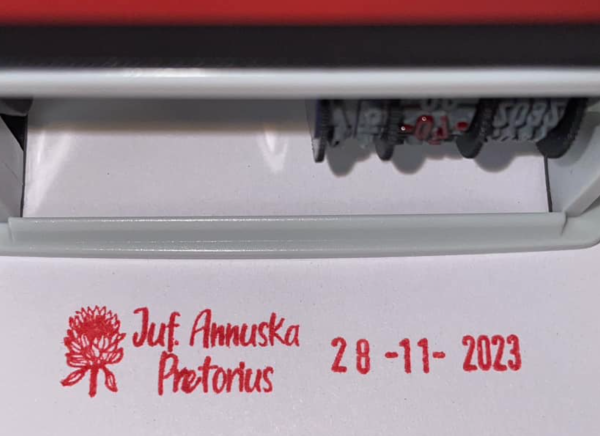 Juf. Annuska
Pretorius
28 -11- 2023